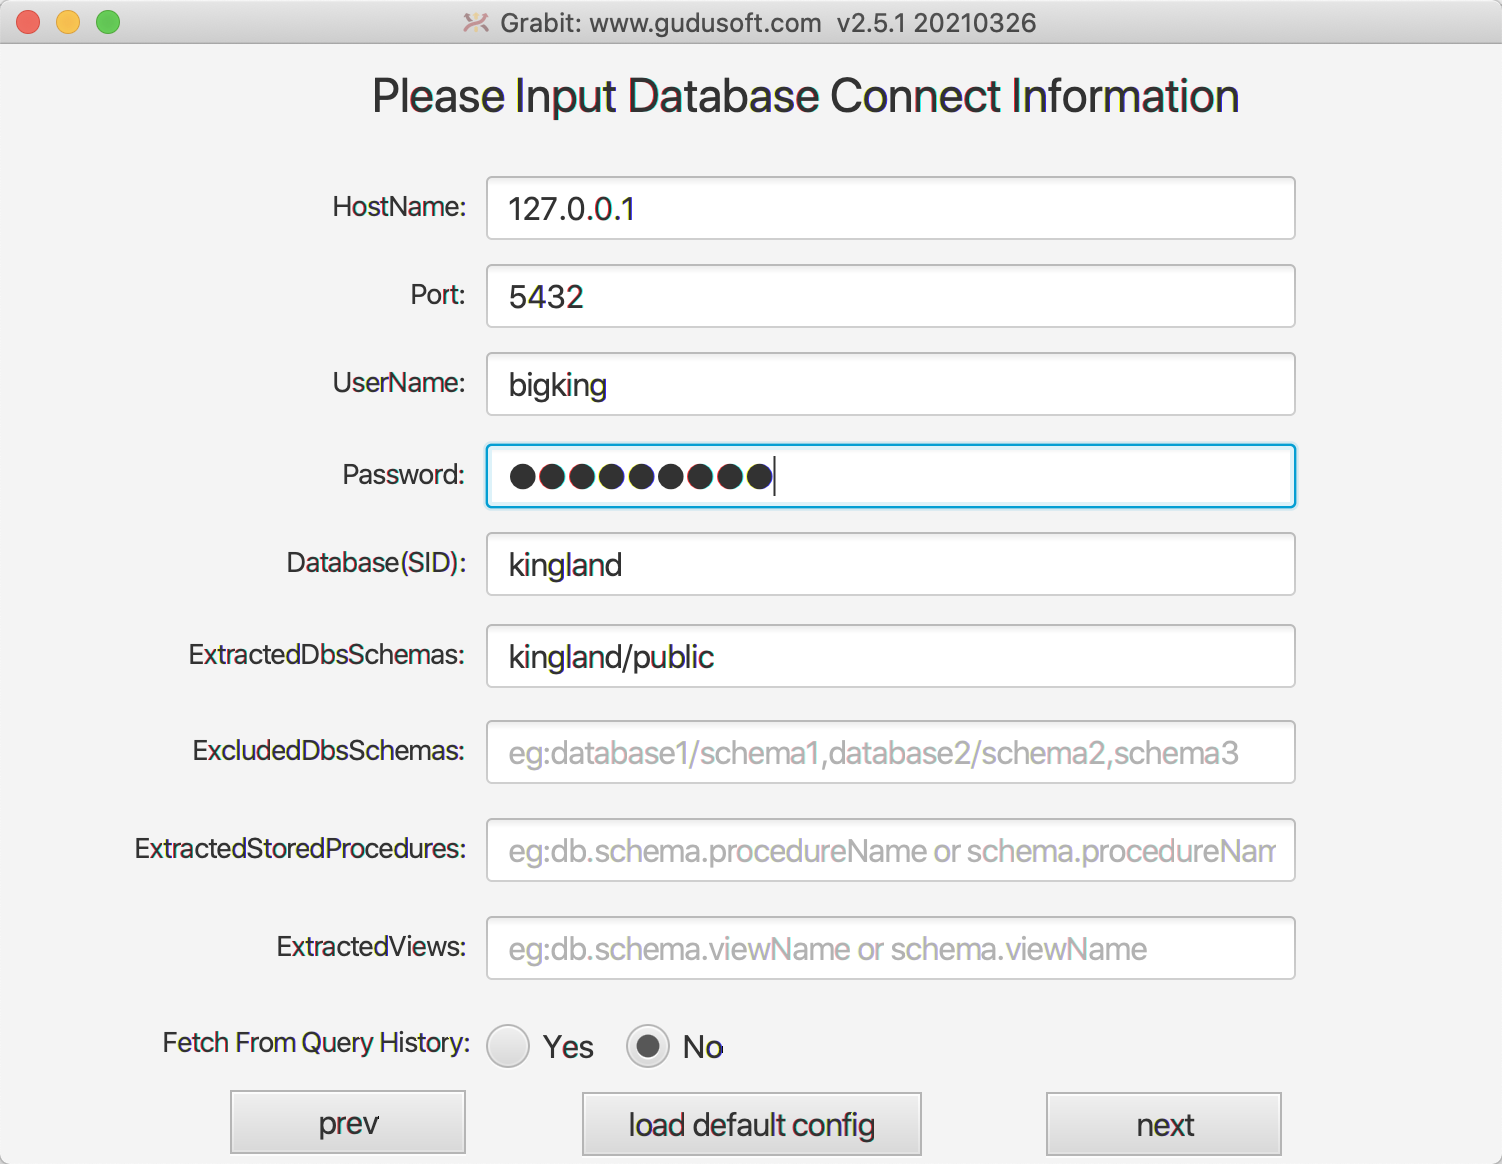 Grabit: www.gudusoft.com v2.5.1 20210326
Please Input Database Connect Information
HostName: 127.0.0.1
Port: 5432
UserName: bigking
Password: ●●●●●●●●●
Database(SID): kingland
ExtractedDbsSchemas: kingland/public
ExcludedDbsSchemas: eg:database1/schema1,database2/schema2,schema3
ExtractedStoredProcedures: eg:db.schema.procedureName or schema.procedureNam
ExtractedViews: eg:db.schema.viewName or schema.viewName
Fetch From Query History: Yes No
prev load default config next